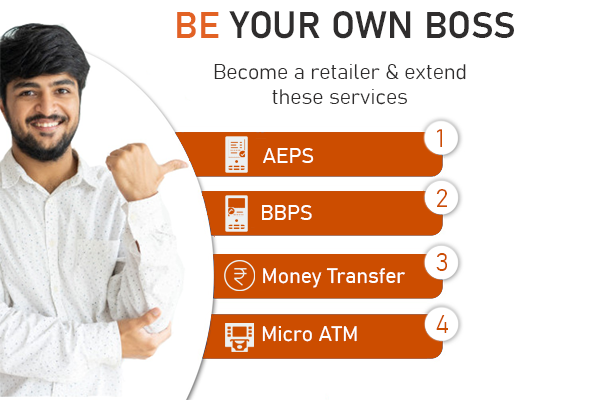 BE YOUR OWN BOSS
Become a retailer & extend
these services
1
AEPS
2
BBPS
3
₹ Money Transfer
4
Micro ATM